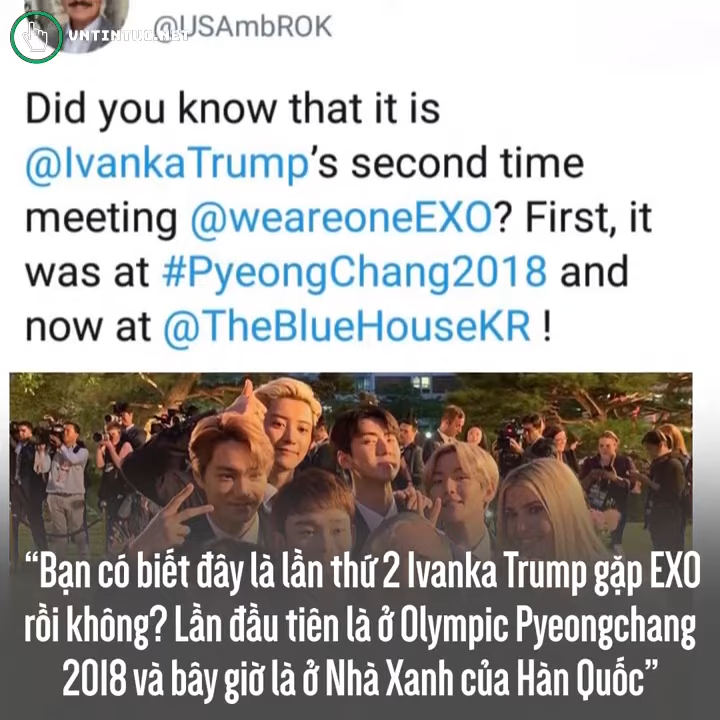 @USAmbROK
VNTINTUC.NET
Did you know that it is
@IvankaTrump's second time
meeting @weareoneEXO? First, it
was at #PyeongChang2018 and
now at @TheBlueHouseKR !
“Bạn có biết đây là lần thứ 2 Ivanka Trump gặp EXO
rồi không? Lần đầu tiên là ở Olympic Pyeongchang
2018 và bây giờ là ở Nhà Xanh của Hàn Quốc”